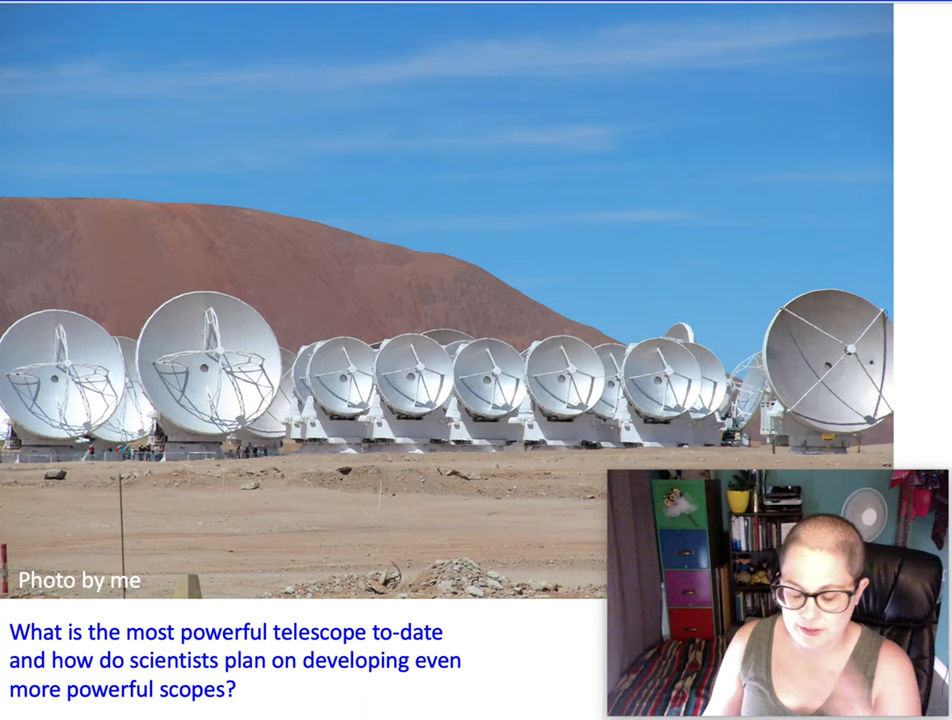 Photo by me
What is the most powerful telescope to-date
and how do scientists plan on developing even
more powerful scopes?